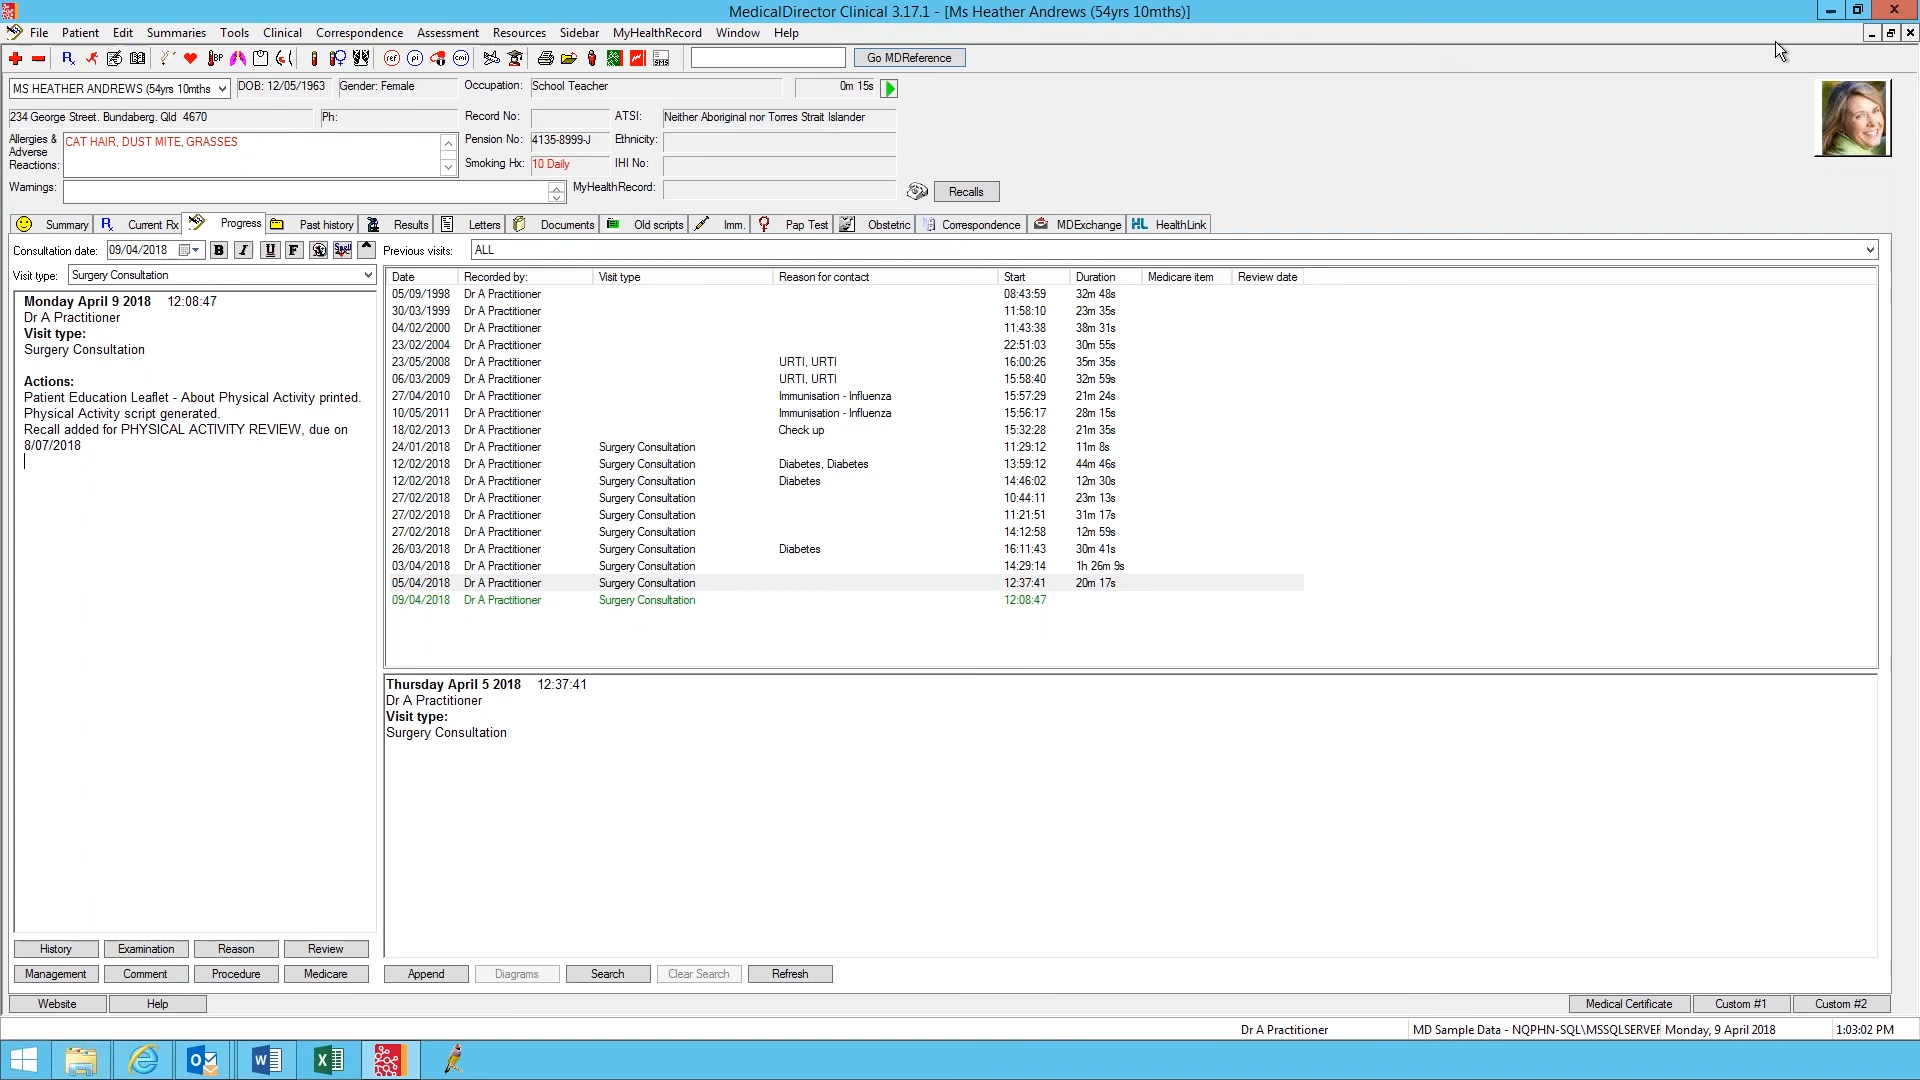 MedicalDirector Clinical 3.17.1 - [Ms Heather Andrews (54yrs 10mths)]
File Patient Edit Summaries Tools Clinical Correspondence Assessment Resources Sidebar MyHealthRecord Window Help
Go MDReference
MS HEATHER ANDREWS (54yrs 10mths DOB: 12/05/1963 Gender: Female Occupation: School Teacher 0m 15s
234 George Street. Bundaberg. Qld 4670 Ph: Record No: ATSI: Neither Aboriginal nor Torres Strait Islander
Allergies & Adverse Reactions: CAT HAIR, DUST MITE, GRASSES Pension No: 4135-8999-J Ethnicity:
Smoking Hx: 10 Daily IHI No:
Warnings: MyHealthRecord: Recalls
Summary Current Rx Progress Past history Results Letters Documents Old scripts Imm. Pap Test Obstetric Correspondence MDExchange HealthLink
Consultation date: 09/04/2018 B I U F Previous visits: ALL
Visit type: Surgery Consultation
Monday April 9 2018 12:08:47
Dr A Practitioner
Visit type:
Surgery Consultation
Actions:
Patient Education Leaflet - About Physical Activity printed.
Physical Activity script generated.
Recall added for PHYSICAL ACTIVITY REVIEW, due on
8/07/2018
Date Recorded by: Visit type Reason for contact Start Duration Medicare item Review date
05/09/1998 Dr A Practitioner 08:43:59 32m 48s
30/03/1999 Dr A Practitioner 11:58:10 23m 35s
04/02/2000 Dr A Practitioner 11:43:38 38m 31s
23/02/2004 Dr A Practitioner 22:51:03 30m 55s
23/05/2008 Dr A Practitioner URTI, URTI 16:00:26 35m 35s
06/03/2009 Dr A Practitioner URTI, URTI 15:58:40 32m 59s
27/04/2010 Dr A Practitioner Immunisation - Influenza 15:57:29 21m 24s
10/05/2011 Dr A Practitioner Immunisation - Influenza 15:56:17 28m 15s
18/02/2013 Dr A Practitioner Check up 15:32:28 21m 35s
24/01/2018 Dr A Practitioner Surgery Consultation 11:29:12 11m 8s
12/02/2018 Dr A Practitioner Surgery Consultation Diabetes, Diabetes 13:59:12 44m 46s
12/02/2018 Dr A Practitioner Surgery Consultation Diabetes 14:46:02 12m 30s
27/02/2018 Dr A Practitioner Surgery Consultation 10:44:11 23m 13s
27/02/2018 Dr A Practitioner Surgery Consultation 11:21:51 31m 17s
27/02/2018 Dr A Practitioner Surgery Consultation 14:12:58 12m 59s
26/03/2018 Dr A Practitioner Surgery Consultation Diabetes 16:11:43 30m 41s
03/04/2018 Dr A Practitioner Surgery Consultation 14:29:14 1h 26m 9s
05/04/2018 Dr A Practitioner Surgery Consultation 12:37:41 20m 17s
09/04/2018 Dr A Practitioner Surgery Consultation 12:08:47
Thursday April 5 2018 12:37:41
Dr A Practitioner
Visit type:
Surgery Consultation
History Examination Reason Review
Management Comment Procedure Medicare Append Diagrams Search Clear Search Refresh
Website Help Medical Certificate Custom #1 Custom #2
Dr A Practitioner MD Sample Data - NQPHN-SQL\MSSQLSERVER Monday, 9 April 2018 1:03:02 PM